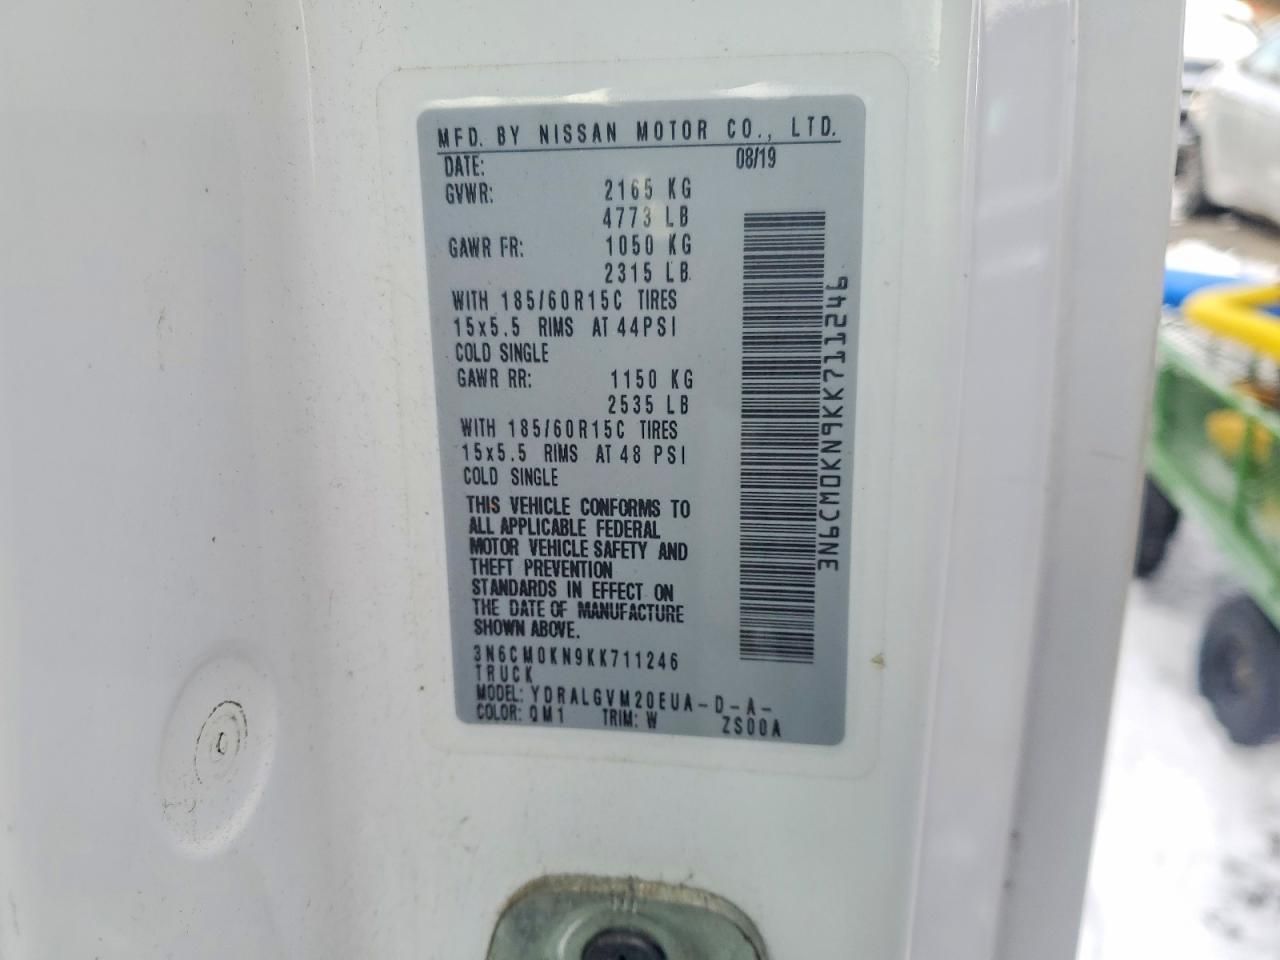 MFD. BY NISSAN MOTOR CO., LTD.
DATE: 08/19
GVWR: 2165 KG
4773 LB
GAWR FR: 1050 KG
2315 LB
WITH 185/60R15C TIRES
15x5.5 RIMS AT 44PSI
COLD SINGLE
GAWR RR: 1150 KG
2535 LB
WITH 185/60R15C TIRES
15x5.5 RIMS AT 48 PSI
COLD SINGLE
THIS VEHICLE CONFORMS TO
ALL APPLICABLE FEDERAL
MOTOR VEHICLE SAFETY AND
THEFT PREVENTION
STANDARDS IN EFFECT ON
THE DATE OF MANUFACTURE
SHOWN ABOVE.
3N6CM0KN9KK711246
TRUCK
MODEL: YDRALGVM20EUA-D-A-
COLOR: QM1 TRIM: W ZS00A
3N6CM0KN9KK711246